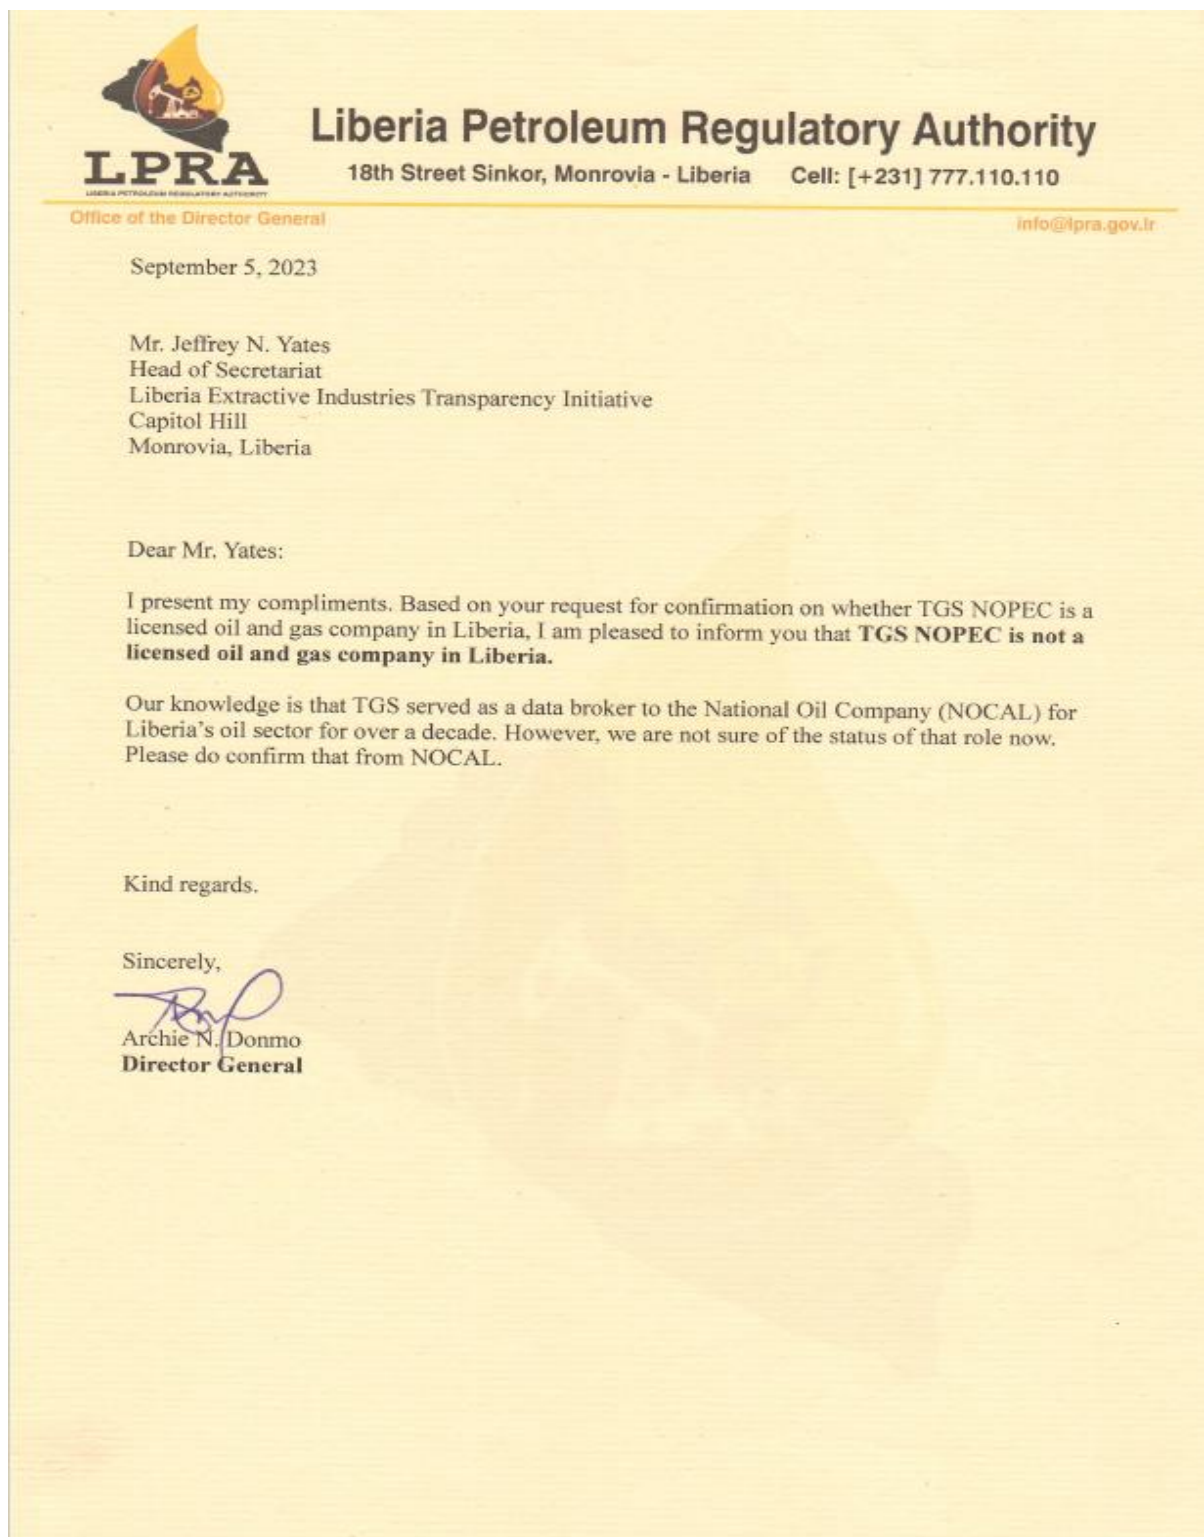 LPRA
LIBERIA PETROLEUM REGULATORY AUTHORITY
Liberia Petroleum Regulatory Authority
18th Street Sinkor, Monrovia - Liberia Cell: [+231] 777.110.110
Office of the Director General
info@lpra.gov.lr
September 5, 2023
Mr. Jeffrey N. Yates
Head of Secretariat
Liberia Extractive Industries Transparency Initiative
Capitol Hill
Monrovia, Liberia
Dear Mr. Yates:
I present my compliments. Based on your request for confirmation on whether TGS NOPEC is a
licensed oil and gas company in Liberia, I am pleased to inform you that TGS NOPEC is not a
licensed oil and gas company in Liberia.
Our knowledge is that TGS served as a data broker to the National Oil Company (NOCAL) for
Liberia's oil sector for over a decade. However, we are not sure of the status of that role now.
Please do confirm that from NOCAL.
Kind regards.
Sincerely,
Archie N. Donmo
Director General